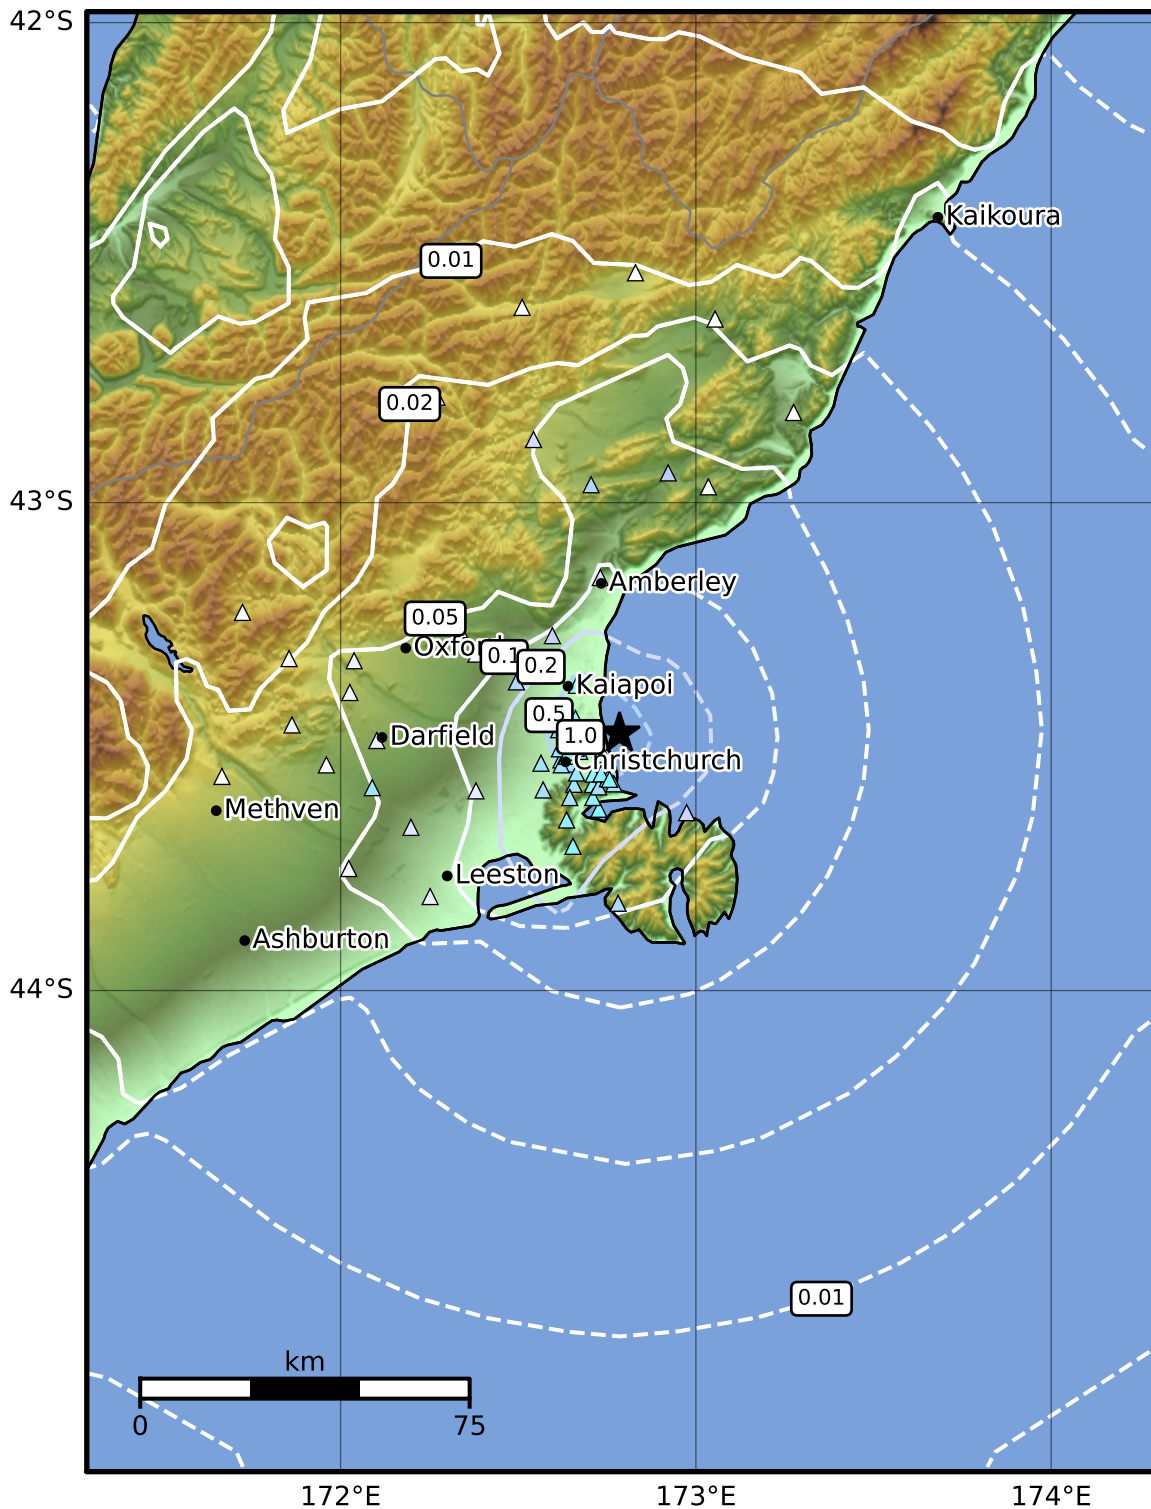 42°S
Kaikoura
0.01
0.02
43°S
Amberley
0.05
Oxford
0.1
0.2
Kaiapoi
0.5
1.0
Darfield
Christchurch
Methven
Leeston
Ashburton
44°S
0.01
km
0
75
172°E
173°E
174°E